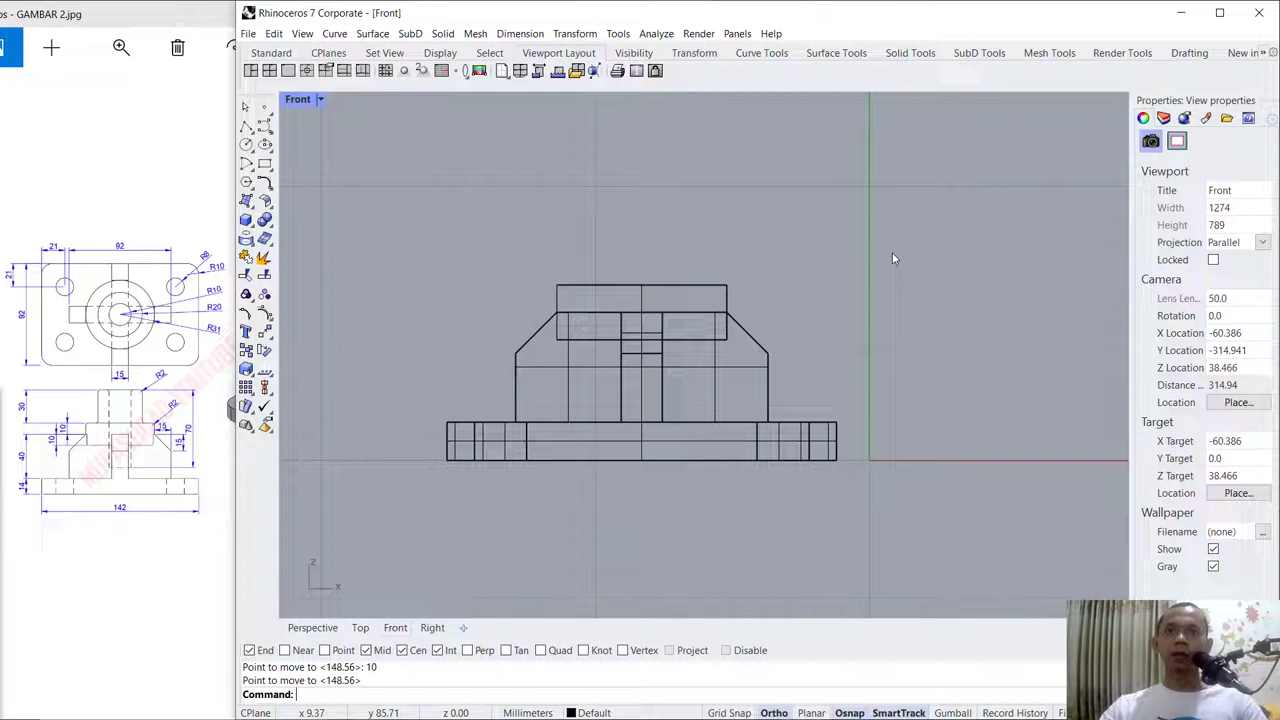 os - GAMBAR 2.jpg
Rhinoceros 7 Corporate - [Front]
File Edit View Curve Surface SubD Solid Mesh Dimension Transform Tools Analyze Render Panels Help
Standard CPlanes Set View Display Select Viewport Layout Visibility Transform Curve Tools Surface Tools Solid Tools SubD Tools Mesh Tools Render Tools Drafting New in
Front
Properties: View properties
Viewport
Title Front
Width 1274
Height 789
Projection Parallel
Locked
Camera
Lens Len... 50.0
Rotation 0.0
X Location -60.386
Y Location -314.941
Z Location 38.466
Distance ... 314.94
Location Place...
Target
X Target -60.386
Y Target 0.0
Z Target 38.466
Location Place...
Wallpaper
Filename (none) ...
Show
Gray
21 92 R8
R10
21
R10
R20
92
R31
15
R2
30
R2
10
15
10
15
70
40
14
142
z
x
Perspective Top Front Right
End Near Point Mid Cen Int Perp Tan Quad Knot Vertex Project Disable
Point to move to <148.56>: 10
Point to move to <148.56>
Command:
CPlane x 9.37 y 85.71 z 0.00 Millimeters Default Grid Snap Ortho Planar Osnap SmartTrack Gumball Record History